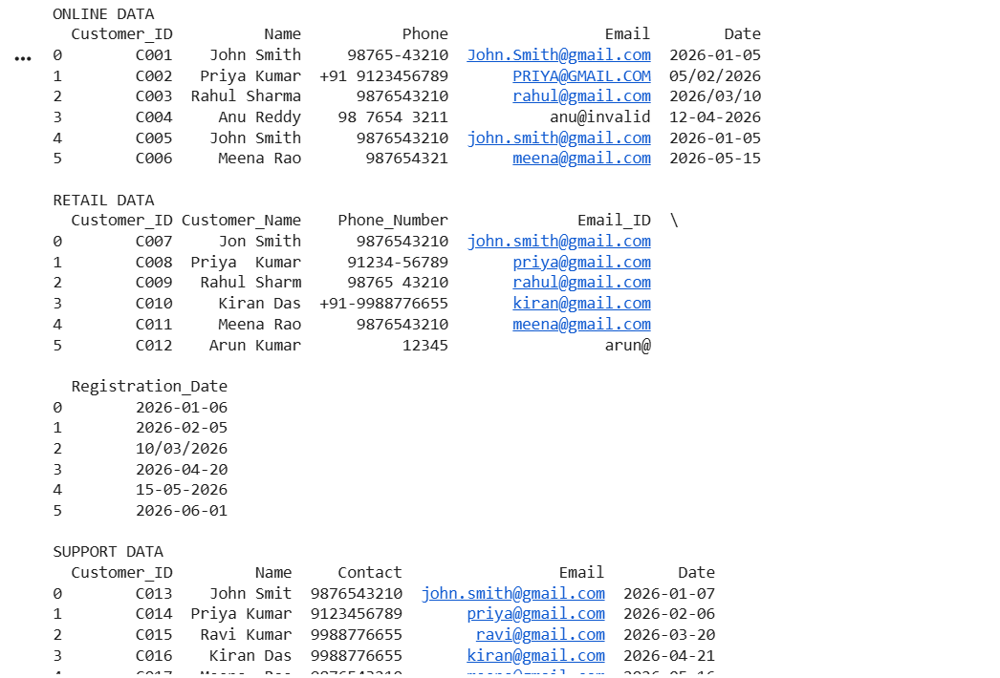 ONLINE DATA
Customer_ID Name Phone Email Date
0 C001 John Smith 98765-43210 John.Smith@gmail.com 2026-01-05
1 C002 Priya Kumar +91 9123456789 PRIYA@GMAIL.COM 05/02/2026
2 C003 Rahul Sharma 9876543210 rahul@gmail.com 2026/03/10
3 C004 Anu Reddy 98 7654 3211 anu@invalid 12-04-2026
4 C005 John Smith 9876543210 john.smith@gmail.com 2026-01-05
5 C006 Meena Rao 987654321 meena@gmail.com 2026-05-15
RETAIL DATA
Customer_ID Customer_Name Phone_Number Email_ID \
0 C007 Jon Smith 9876543210 john.smith@gmail.com
1 C008 Priya  Kumar 91234-56789 priya@gmail.com
2 C009 Rahul Sharm 98765 43210 rahul@gmail.com
3 C010 Kiran Das +91-9988776655 kiran@gmail.com
4 C011 Meena Rao 9876543210 meena@gmail.com
5 C012 Arun Kumar 12345 arun@
Registration_Date
0 2026-01-06
1 2026-02-05
2 10/03/2026
3 2026-04-20
4 15-05-2026
5 2026-06-01
SUPPORT DATA
Customer_ID Name Contact Email Date
0 C013 John Smit 9876543210 john.smith@gmail.com 2026-01-07
1 C014 Priya Kumar 9123456789 priya@gmail.com 2026-02-06
2 C015 Ravi Kumar 9988776655 ravi@gmail.com 2026-03-20
3 C016 Kiran Das 9988776655 kiran@gmail.com 2026-04-21